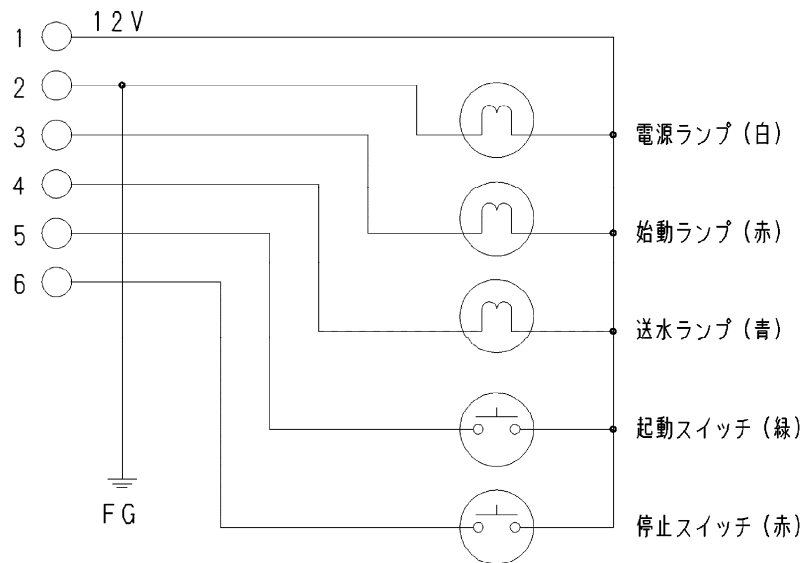 1 12V
2
3
4
5
6
FG
電源ランプ(白)
始動ランプ(赤)
送水ランプ(青)
起動スイッチ(緑)
停止スイッチ(赤)